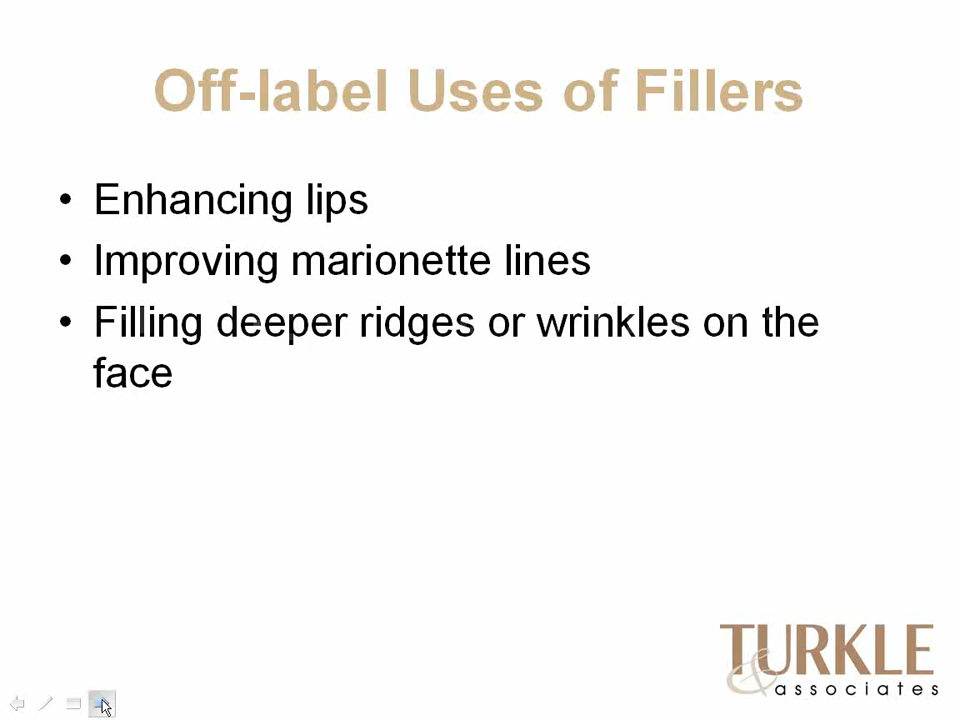 Off-label Uses of Fillers
• Enhancing lips
• Improving marionette lines
• Filling deeper ridges or wrinkles on the
face
TURKLE
& associates